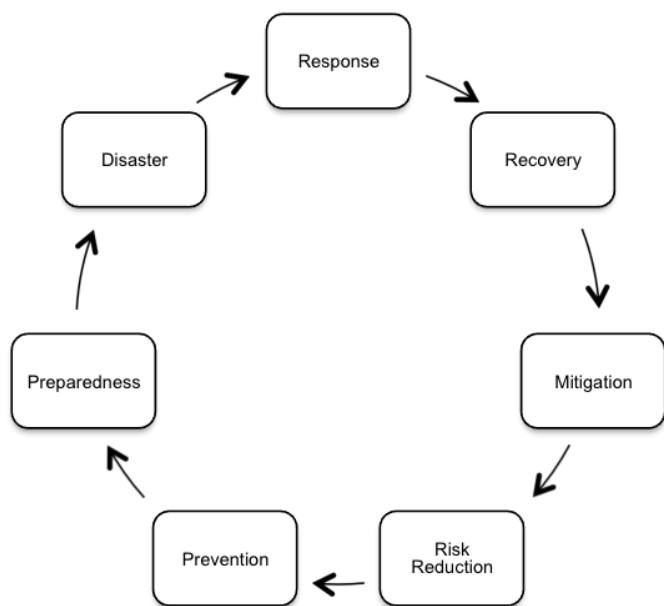 Response
Recovery
Mitigation
Risk
Reduction
Prevention
Preparedness
Disaster